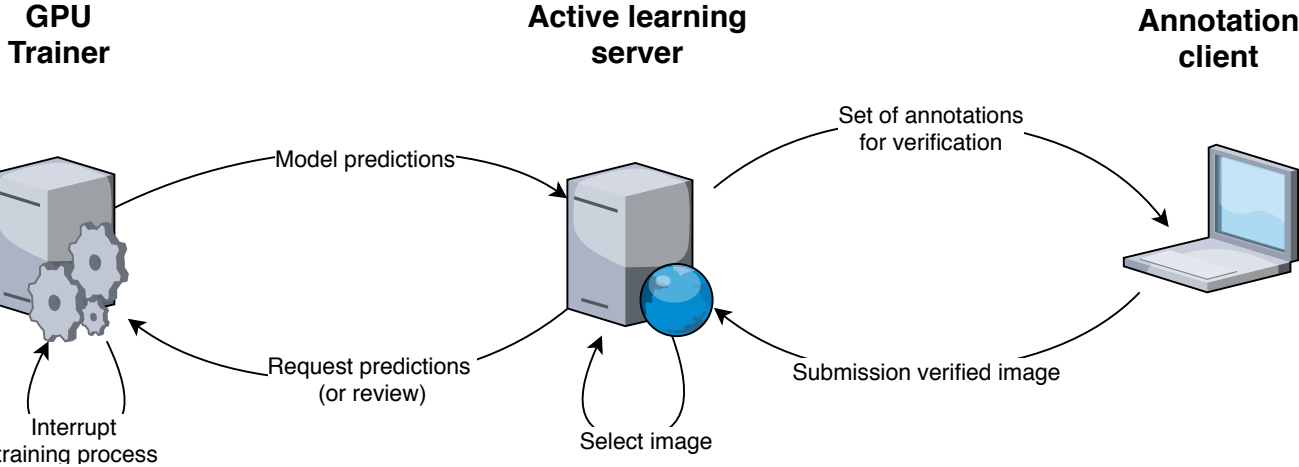 GPU
Trainer
Active learning
server
Annotation
client
Set of annotations
for verification
Model predictions
Request predictions
(or review)
Submission verified image
Interrupt
training process
Select image